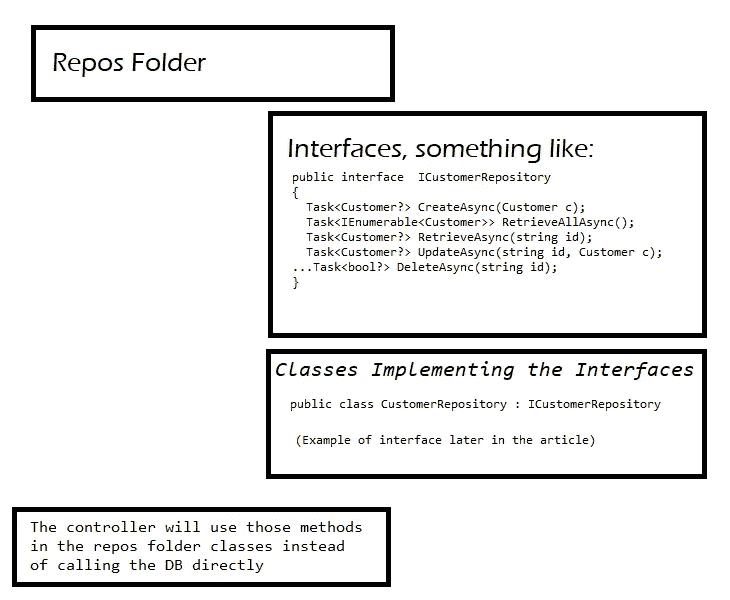 Repos Folder
Interfaces, something like:
public interface  ICustomerRepository
{
  Task<Customer?> CreateAsync(Customer c);
  Task<IEnumerable<Customer>> RetrieveAllAsync();
  Task<Customer?> RetrieveAsync(string id);
  Task<Customer?> UpdateAsync(string id, Customer c);
...Task<bool?> DeleteAsync(string id);
}
Classes Implementing the Interfaces
public class CustomerRepository : ICustomerRepository
(Example of interface later in the article)
The controller will use those methods
in the repos folder classes instead
of calling the DB directly